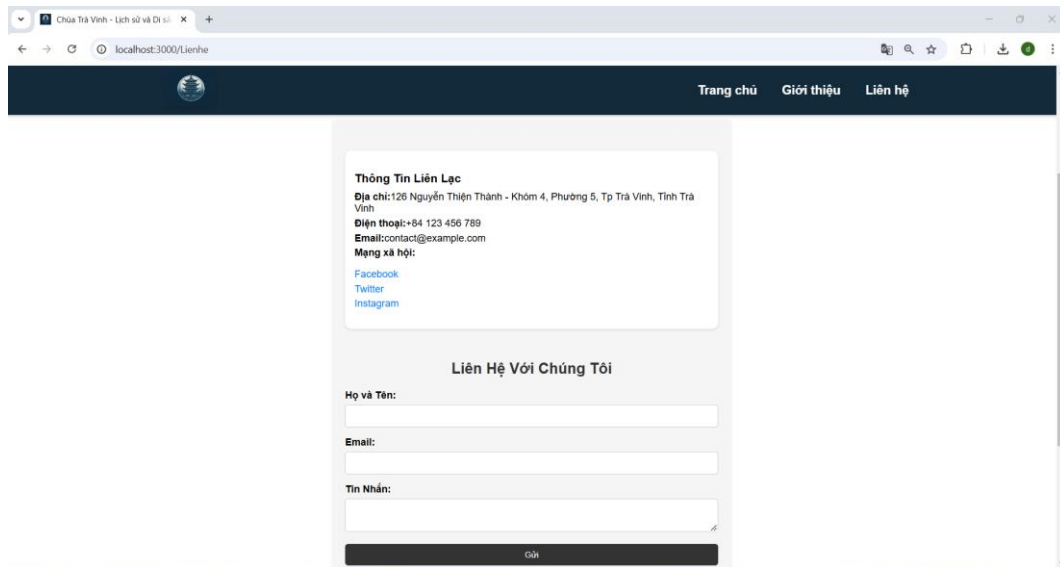 Chùa Trà Vinh - Lịch sử và Di sả
localhost:3000/Lienhe
d
Trang chủ Giới thiệu Liên hệ
Thông Tin Liên Lạc
Địa chỉ:126 Nguyễn Thiện Thành - Khóm 4, Phường 5, Tp Trà Vinh, Tỉnh Trà
Vinh
Điện thoại:+84 123 456 789
Email:contact@example.com
Mạng xã hội:
Facebook
Twitter
Instagram
Liên Hệ Với Chúng Tôi
Họ và Tên:
Email:
Tin Nhắn:
Gửi